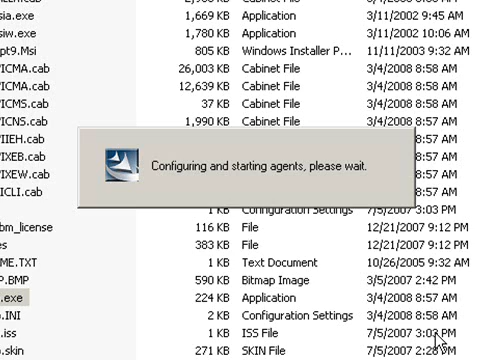 sia.exe 1,669 KB Application 3/11/2002 9:45 AM
siw.exe 1,780 KB Application 3/11/2002 10:06 AM
pt9.Msi 805 KB Windows Installer P... 11/11/2003 9:32 AM
ICMA.cab 26,003 KB Cabinet File 3/4/2008 8:58 AM
ICMA.cab 12,639 KB Cabinet File 3/4/2008 8:58 AM
ICMS.cab 37 KB Cabinet File 3/4/2008 8:58 AM
ICNS.cab 1,990 KB Cabinet File 3/4/2008 8:58 AM
IIEH.cab 8:57 AM
IXEB.cab 8:57 AM
Configuring and starting agents, please wait.
IXEW.cab 8:57 AM
ICLI.cab 8:58 AM
1 KB Configuration Settings 7/5/2007 3:03 PM
bm_license 116 KB File 12/21/2007 9:12 PM
es 383 KB File 12/21/2007 9:12 PM
ME.TXT 1 KB Text Document 10/26/2005 9:32 AM
P.BMP 590 KB Bitmap Image 3/5/2007 2:42 PM
.exe 224 KB Application 3/4/2008 8:57 AM
.INI 2 KB Configuration Settings 3/4/2008 8:58 AM
.iss 1 KB ISS File 7/5/2007 3:03 PM
.skin 271 KB SKIN File 7/5/2007 2:28 PM